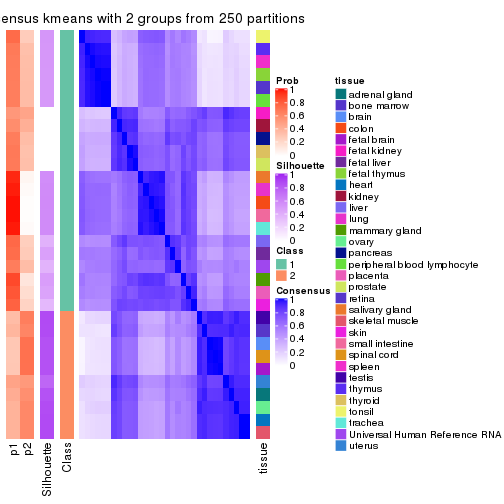 ensus kmeans with 2 groups from 250 partitions
Prob
1
0.8
0.6
0.4
0.2
0
Silhouette
1
0.8
0.6
0.4
0.2
0
Class
1
2
Consensus
1
0.8
0.6
0.4
0.2
0
tissue
adrenal gland
bone marrow
brain
colon
fetal brain
fetal kidney
fetal liver
fetal thymus
heart
kidney
liver
lung
mammary gland
ovary
pancreas
peripheral blood lymphocyte
placenta
prostate
retina
salivary gland
skeletal muscle
skin
small intestine
spinal cord
spleen
testis
thymus
thyroid
tonsil
trachea
Universal Human Reference RNA
uterus
p1
p2
Silhouette
Class
tissue